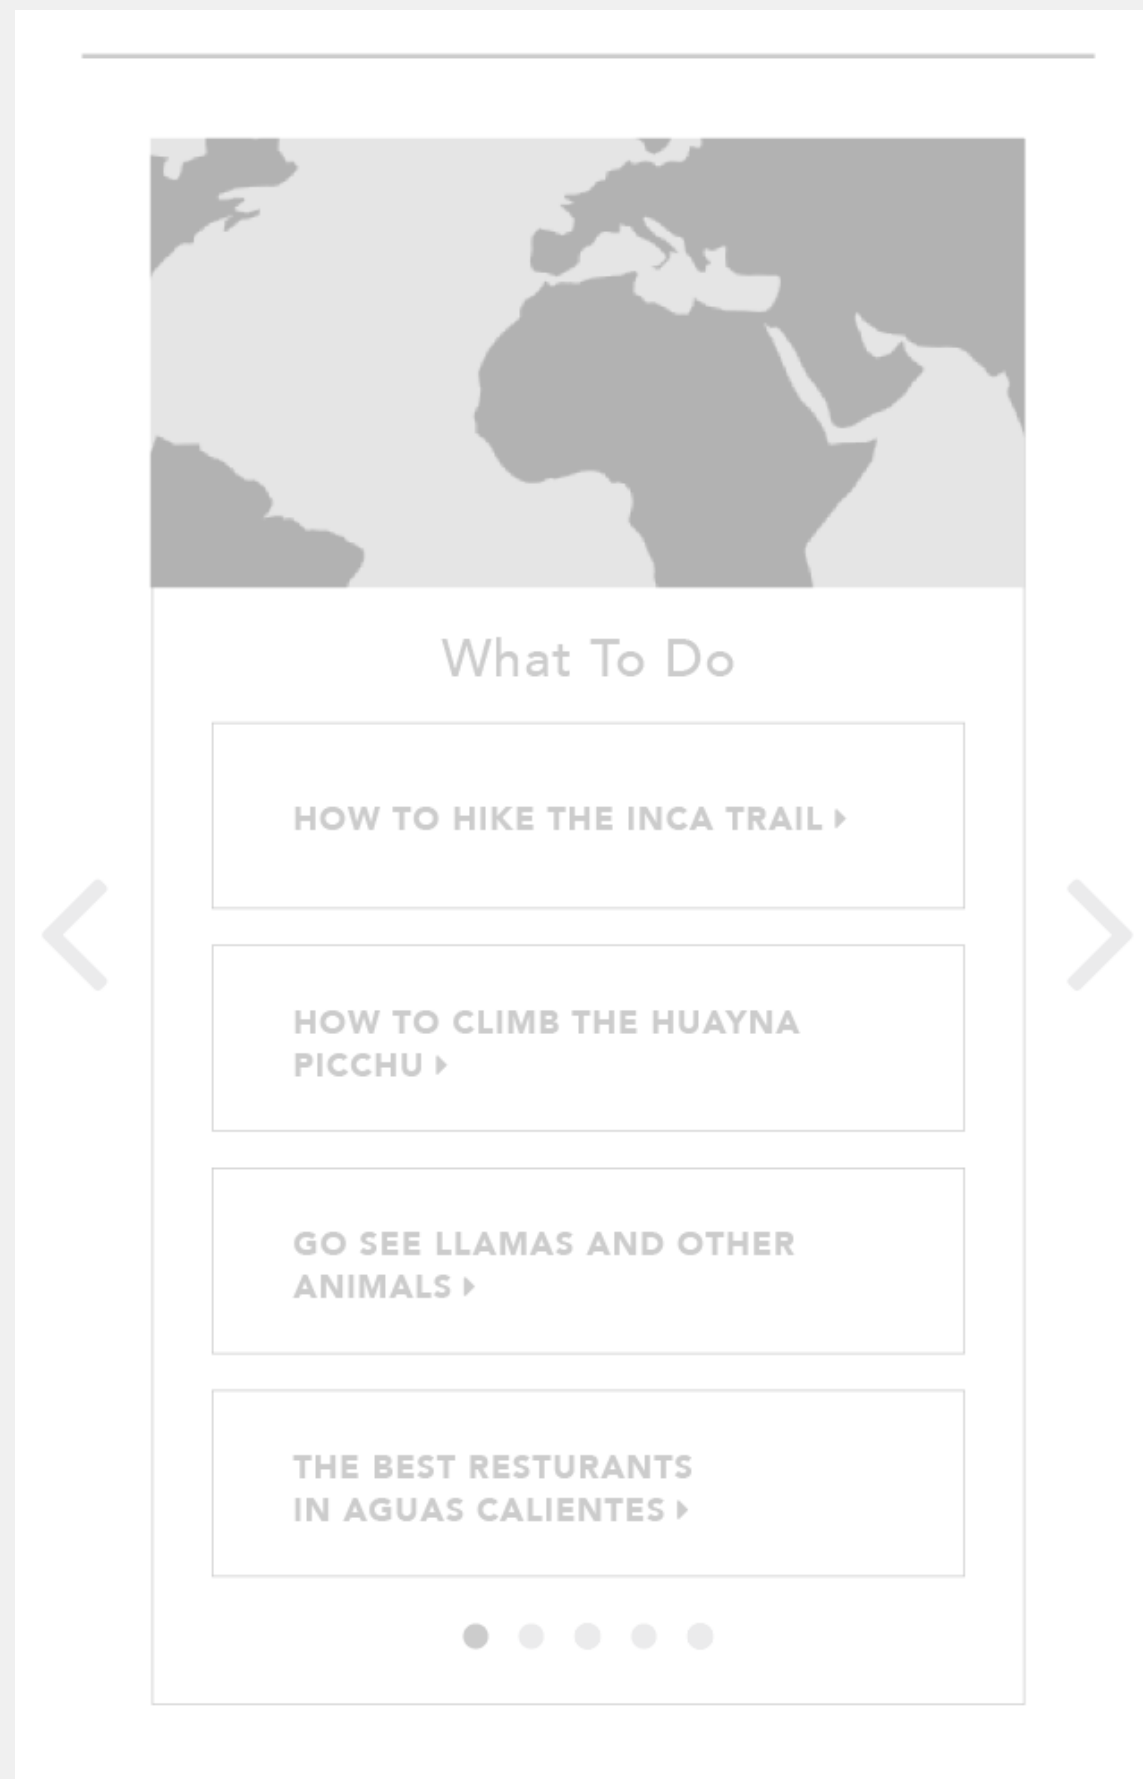 What To Do
HOW TO HIKE THE INCA TRAIL
HOW TO CLIMB THE HUAYNA
PICCHU
GO SEE LLAMAS AND OTHER
ANIMALS
THE BEST RESTURANTS
IN AGUAS CALIENTES